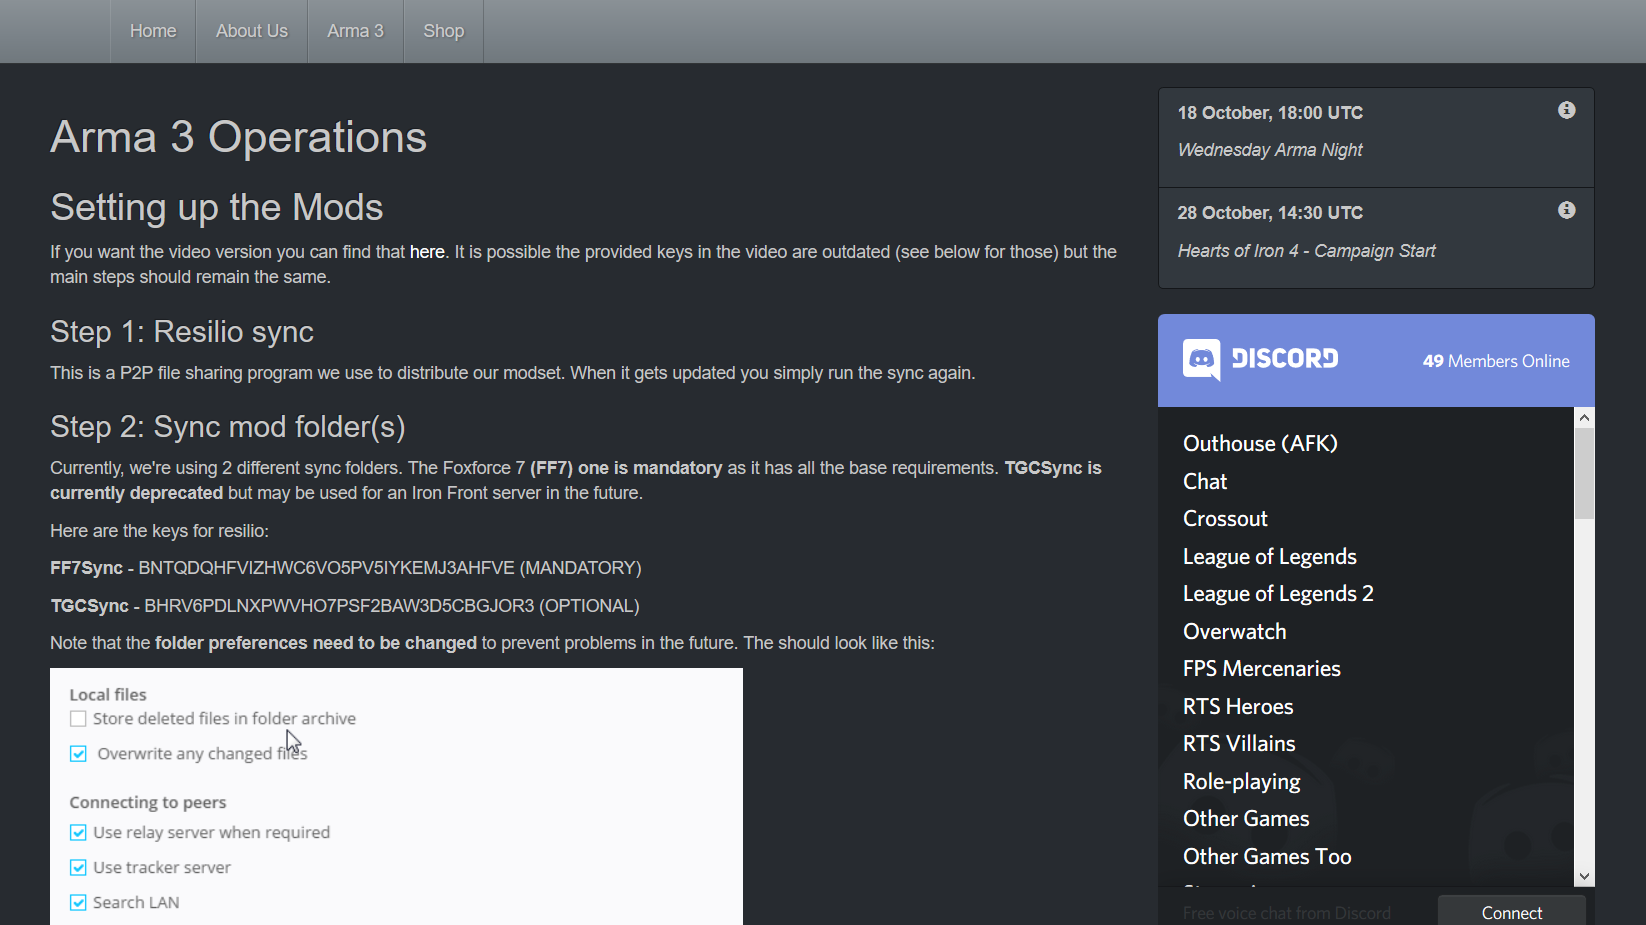 Home
About Us
Arma 3
Shop
Arma 3 Operations
Setting up the Mods
If you want the video version you can find that here. It is possible the provided keys in the video are outdated (see below for those) but the
main steps should remain the same.
Step 1: Resilio sync
This is a P2P file sharing program we use to distribute our modset. When it gets updated you simply run the sync again.
Step 2: Sync mod folder(s)
Currently, we're using 2 different sync folders. The Foxforce 7 (FF7) one is mandatory as it has all the base requirements. TGCSync is
currently deprecated but may be used for an Iron Front server in the future.
Here are the keys for resilio:
FF7Sync - BNTQDQHFVIZHWC6VO5PV5IYKEMJ3AHFVE (MANDATORY)
TGCSync - BHRV6PDLNXPWVHO7PSF2BAW3D5CBGJOR3 (OPTIONAL)
Note that the folder preferences need to be changed to prevent problems in the future. The should look like this:
Local files
Store deleted files in folder archive
Overwrite any changed files
Connecting to peers
Use relay server when required
Use tracker server
Search LAN
18 October, 18:00 UTC
Wednesday Arma Night
28 October, 14:30 UTC
Hearts of Iron 4 - Campaign Start
DISCORD
49 Members Online
Outhouse (AFK)
Chat
Crossout
League of Legends
League of Legends 2
Overwatch
FPS Mercenaries
RTS Heroes
RTS Villains
Role-playing
Other Games
Other Games Too
Free voice chat from Discord
Connect